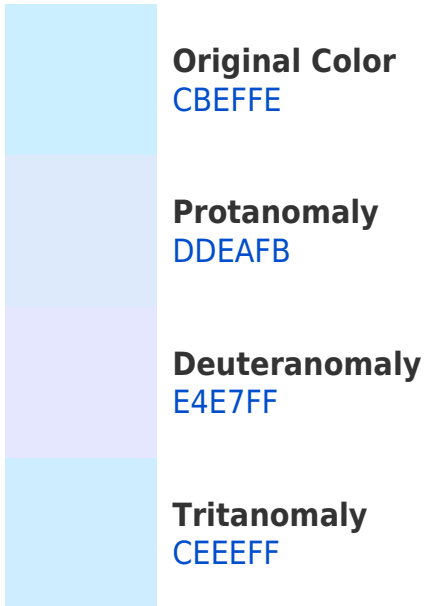 Original Color
CBEFFE
Protanomaly
DDEAFB
Deuteranomaly
E4E7FF
Tritanomaly
CEEEFF